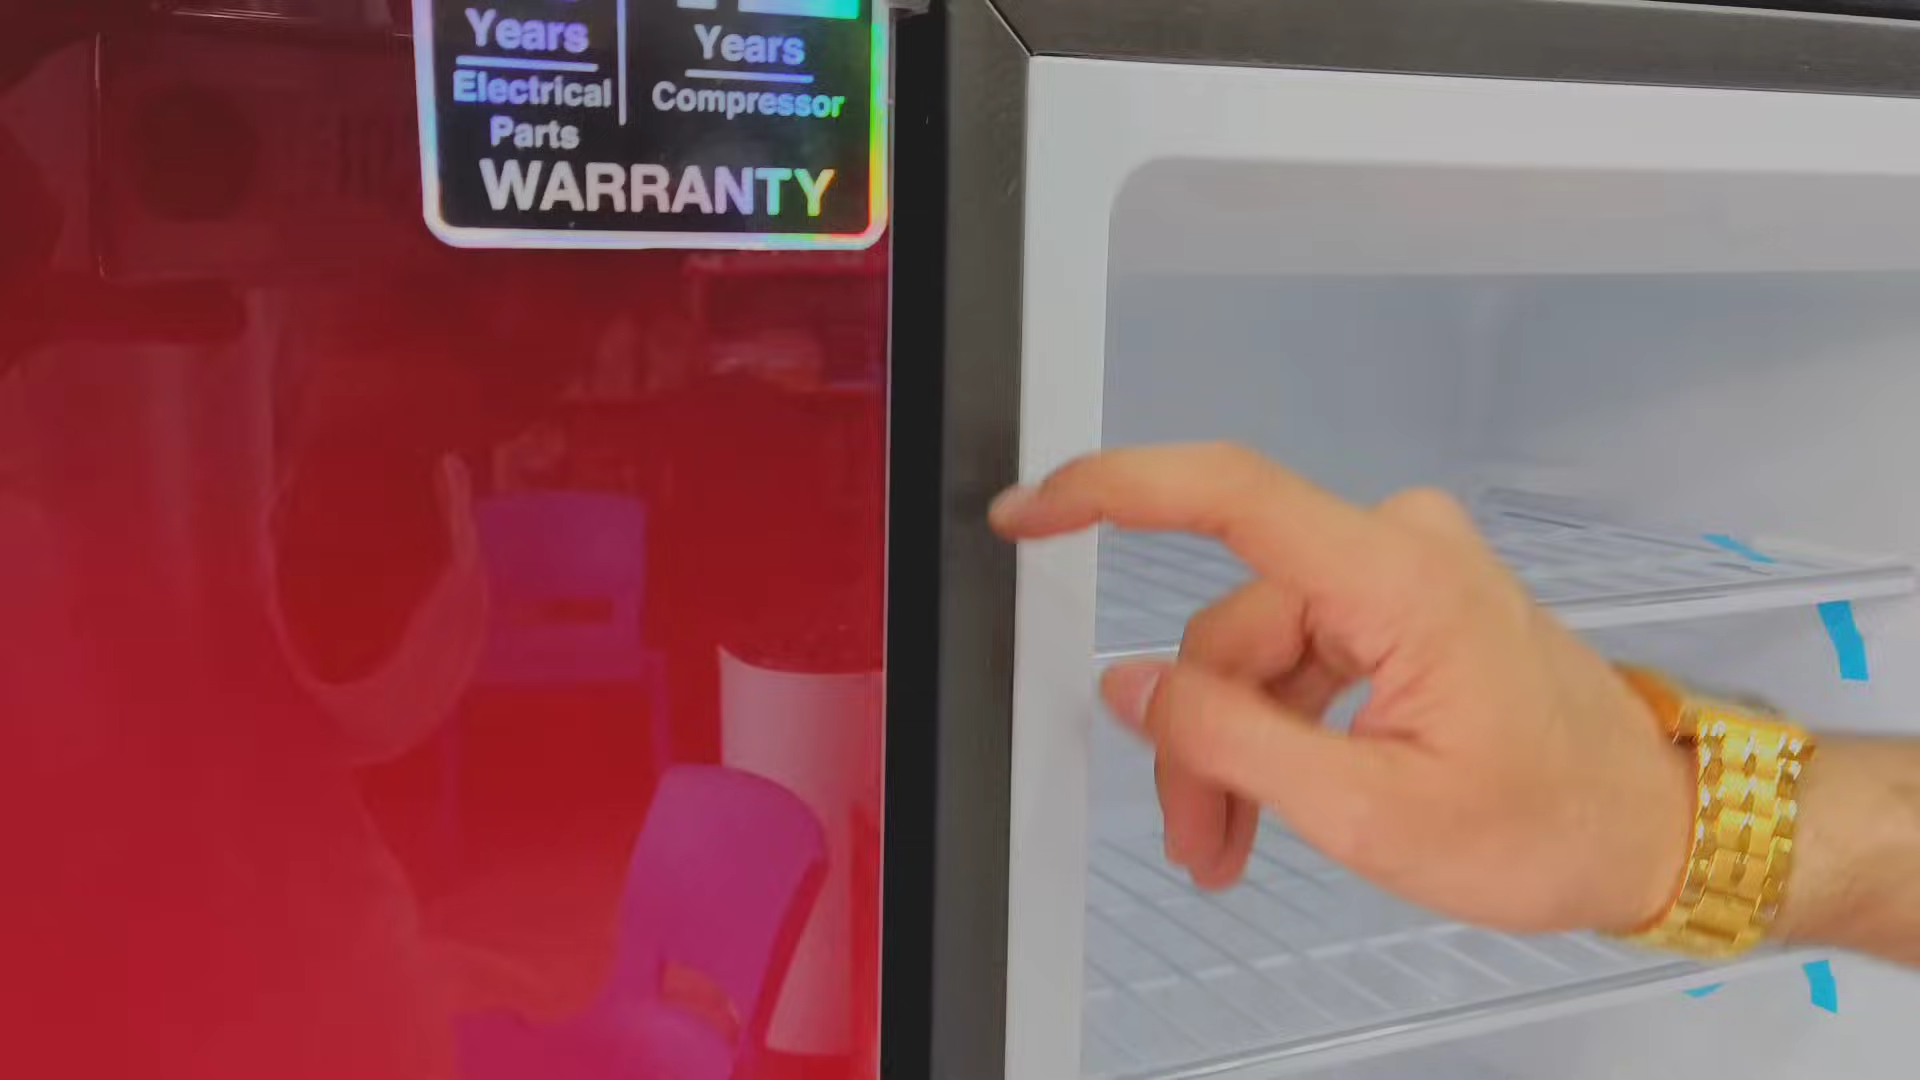 Years
Electrical
Parts
Years
Compressor
WARRANTY